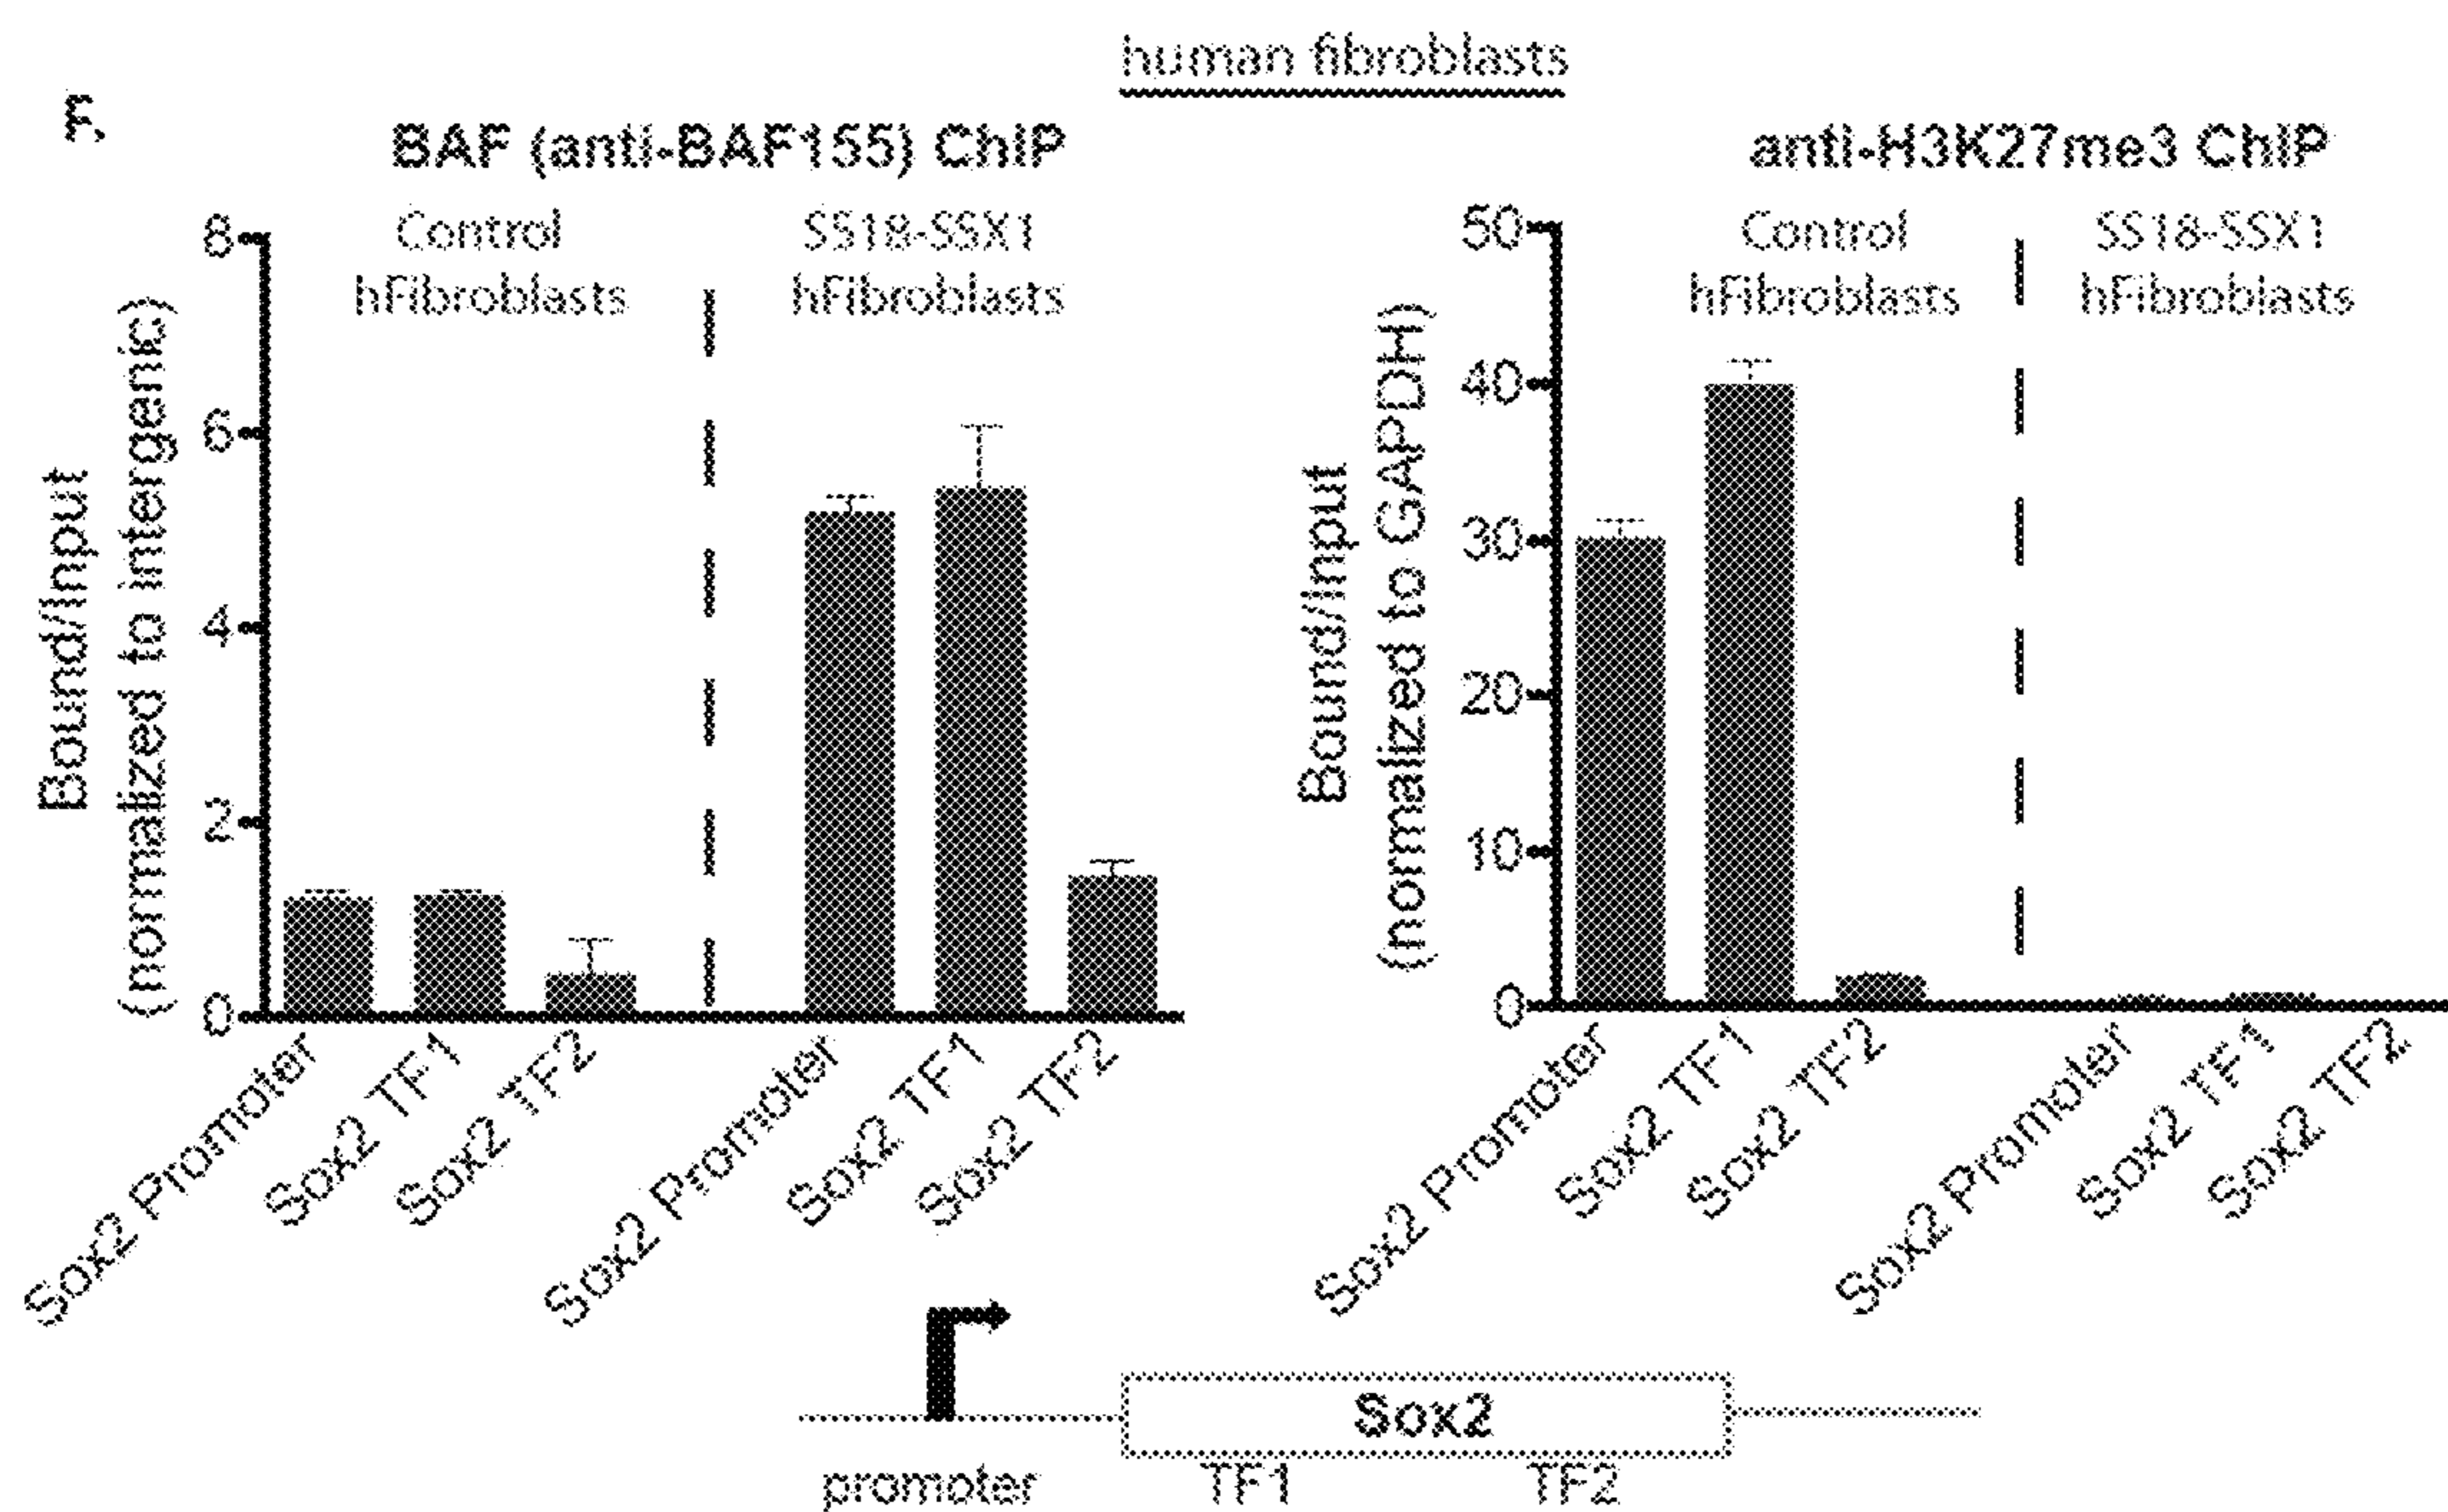 human fibroblasts
F.
BAF (anti-BAF155) ChIP
Control
hFibroblasts
SS18-SSX1
hFibroblasts
Bound/Input
(normalized to intergenic)
8
6
4
2
0
Sox2 Promoter
Sox2 TF1
Sox2 TF2
Sox2 Promoter
Sox2 TF1
Sox2 TF2
anti-H3K27me3 ChIP
Control
hFibroblasts
SS18-SSX1
hFibroblasts
Bound/Input
(normalized to GAPDH)
50
40
30
20
10
0
Sox2 Promoter
Sox2 TF1
Sox2 TF2
Sox2 Promoter
Sox2 TF1
Sox2 TF2
Sox2
promoter
TF1
TF2